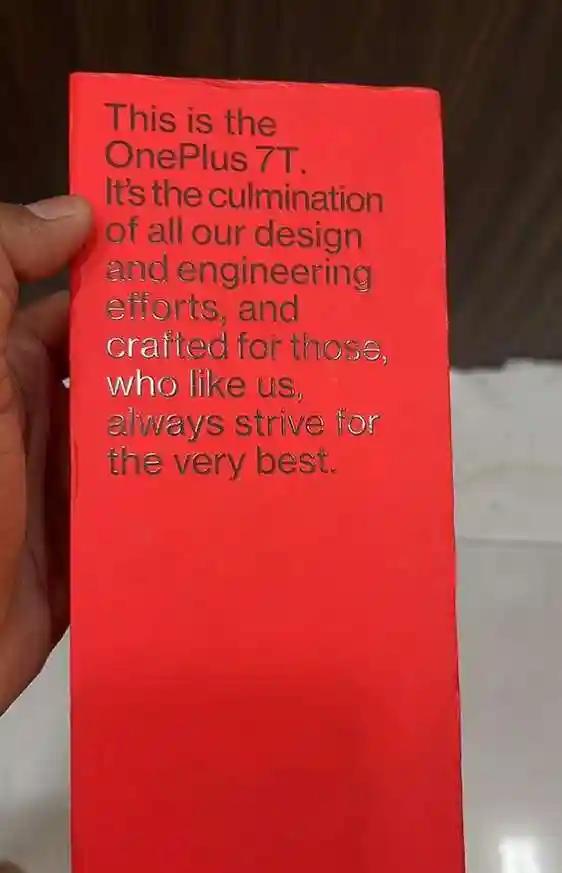 This is the
OnePlus 7T.
It's the culmination
of all our design
and engineering
efforts, and
crafted for those,
who like us,
always strive for
the very best.